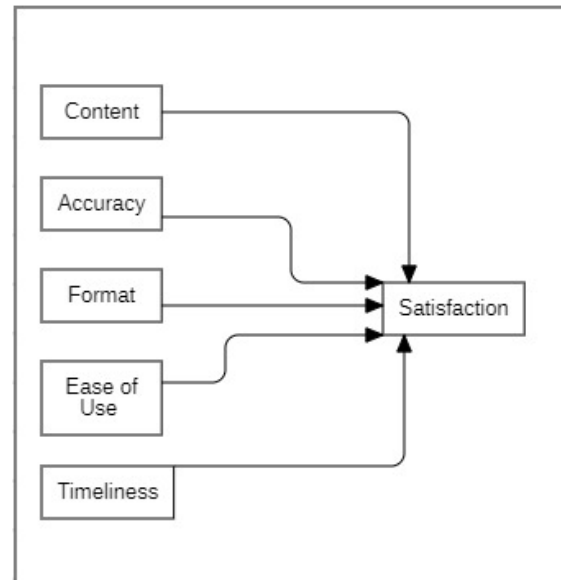 Content
Accuracy
Format
Satisfaction
Ease of
Use
Timeliness